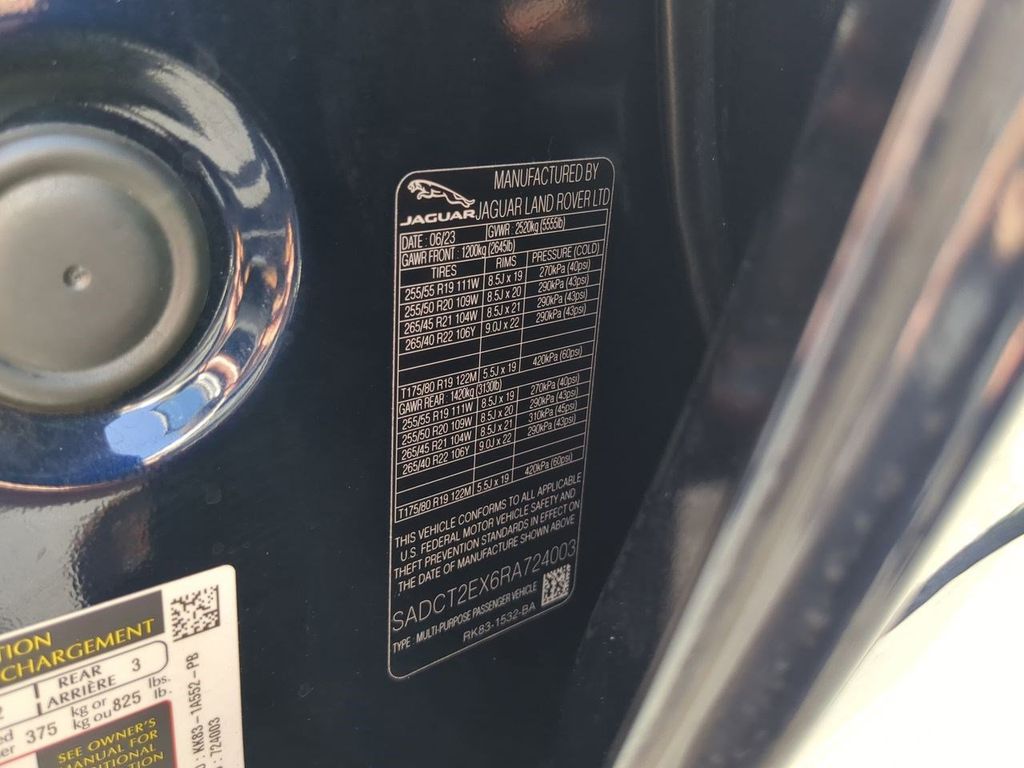 JAGUAR
MANUFACTURED BY
JAGUAR LAND ROVER LTD
DATE : 06/23 GVWR : 2520kg (5555lb)
GAWR FRONT : 1200kg (2645lb)
TIRES RIMS PRESSURE (COLD)
255/55 R19 111W 8.5J x 19 270kPa (40psi)
255/50 R20 109W 8.5J x 20 290kPa (43psi)
265/45 R21 104W 8.5J x 21 290kPa (43psi)
265/40 R22 106Y 9.0J x 22 290kPa (43psi)
T175/80 R19 122M 5.5J x 19 420kPa (60psi)
GAWR REAR : 1420kg (3130lb)
255/55 R19 111W 8.5J x 19 270kPa (40psi)
255/50 R20 109W 8.5J x 20 290kPa (43psi)
265/45 R21 104W 8.5J x 21 310kPa (45psi)
265/40 R22 106Y 9.0J x 22 290kPa (43psi)
T175/80 R19 122M 5.5J x 19 420kPa (60psi)
THIS VEHICLE CONFORMS TO ALL APPLICABLE
U.S. FEDERAL MOTOR VEHICLE SAFETY AND
THEFT PREVENTION STANDARDS IN EFFECT ON
THE DATE OF MANUFACTURE SHOWN ABOVE
SADCT2EX6RA724003
TYPE : MULTI-PURPOSE PASSENGER VEHICLE
RK83-1532-BA
CHARGEMENT
REAR 3
ARRIÈRE
375 kg or 825 lbs.
kg ou lb.
SEE OWNER'S
MANUAL FOR
KK83-1A552-PB
: 724003